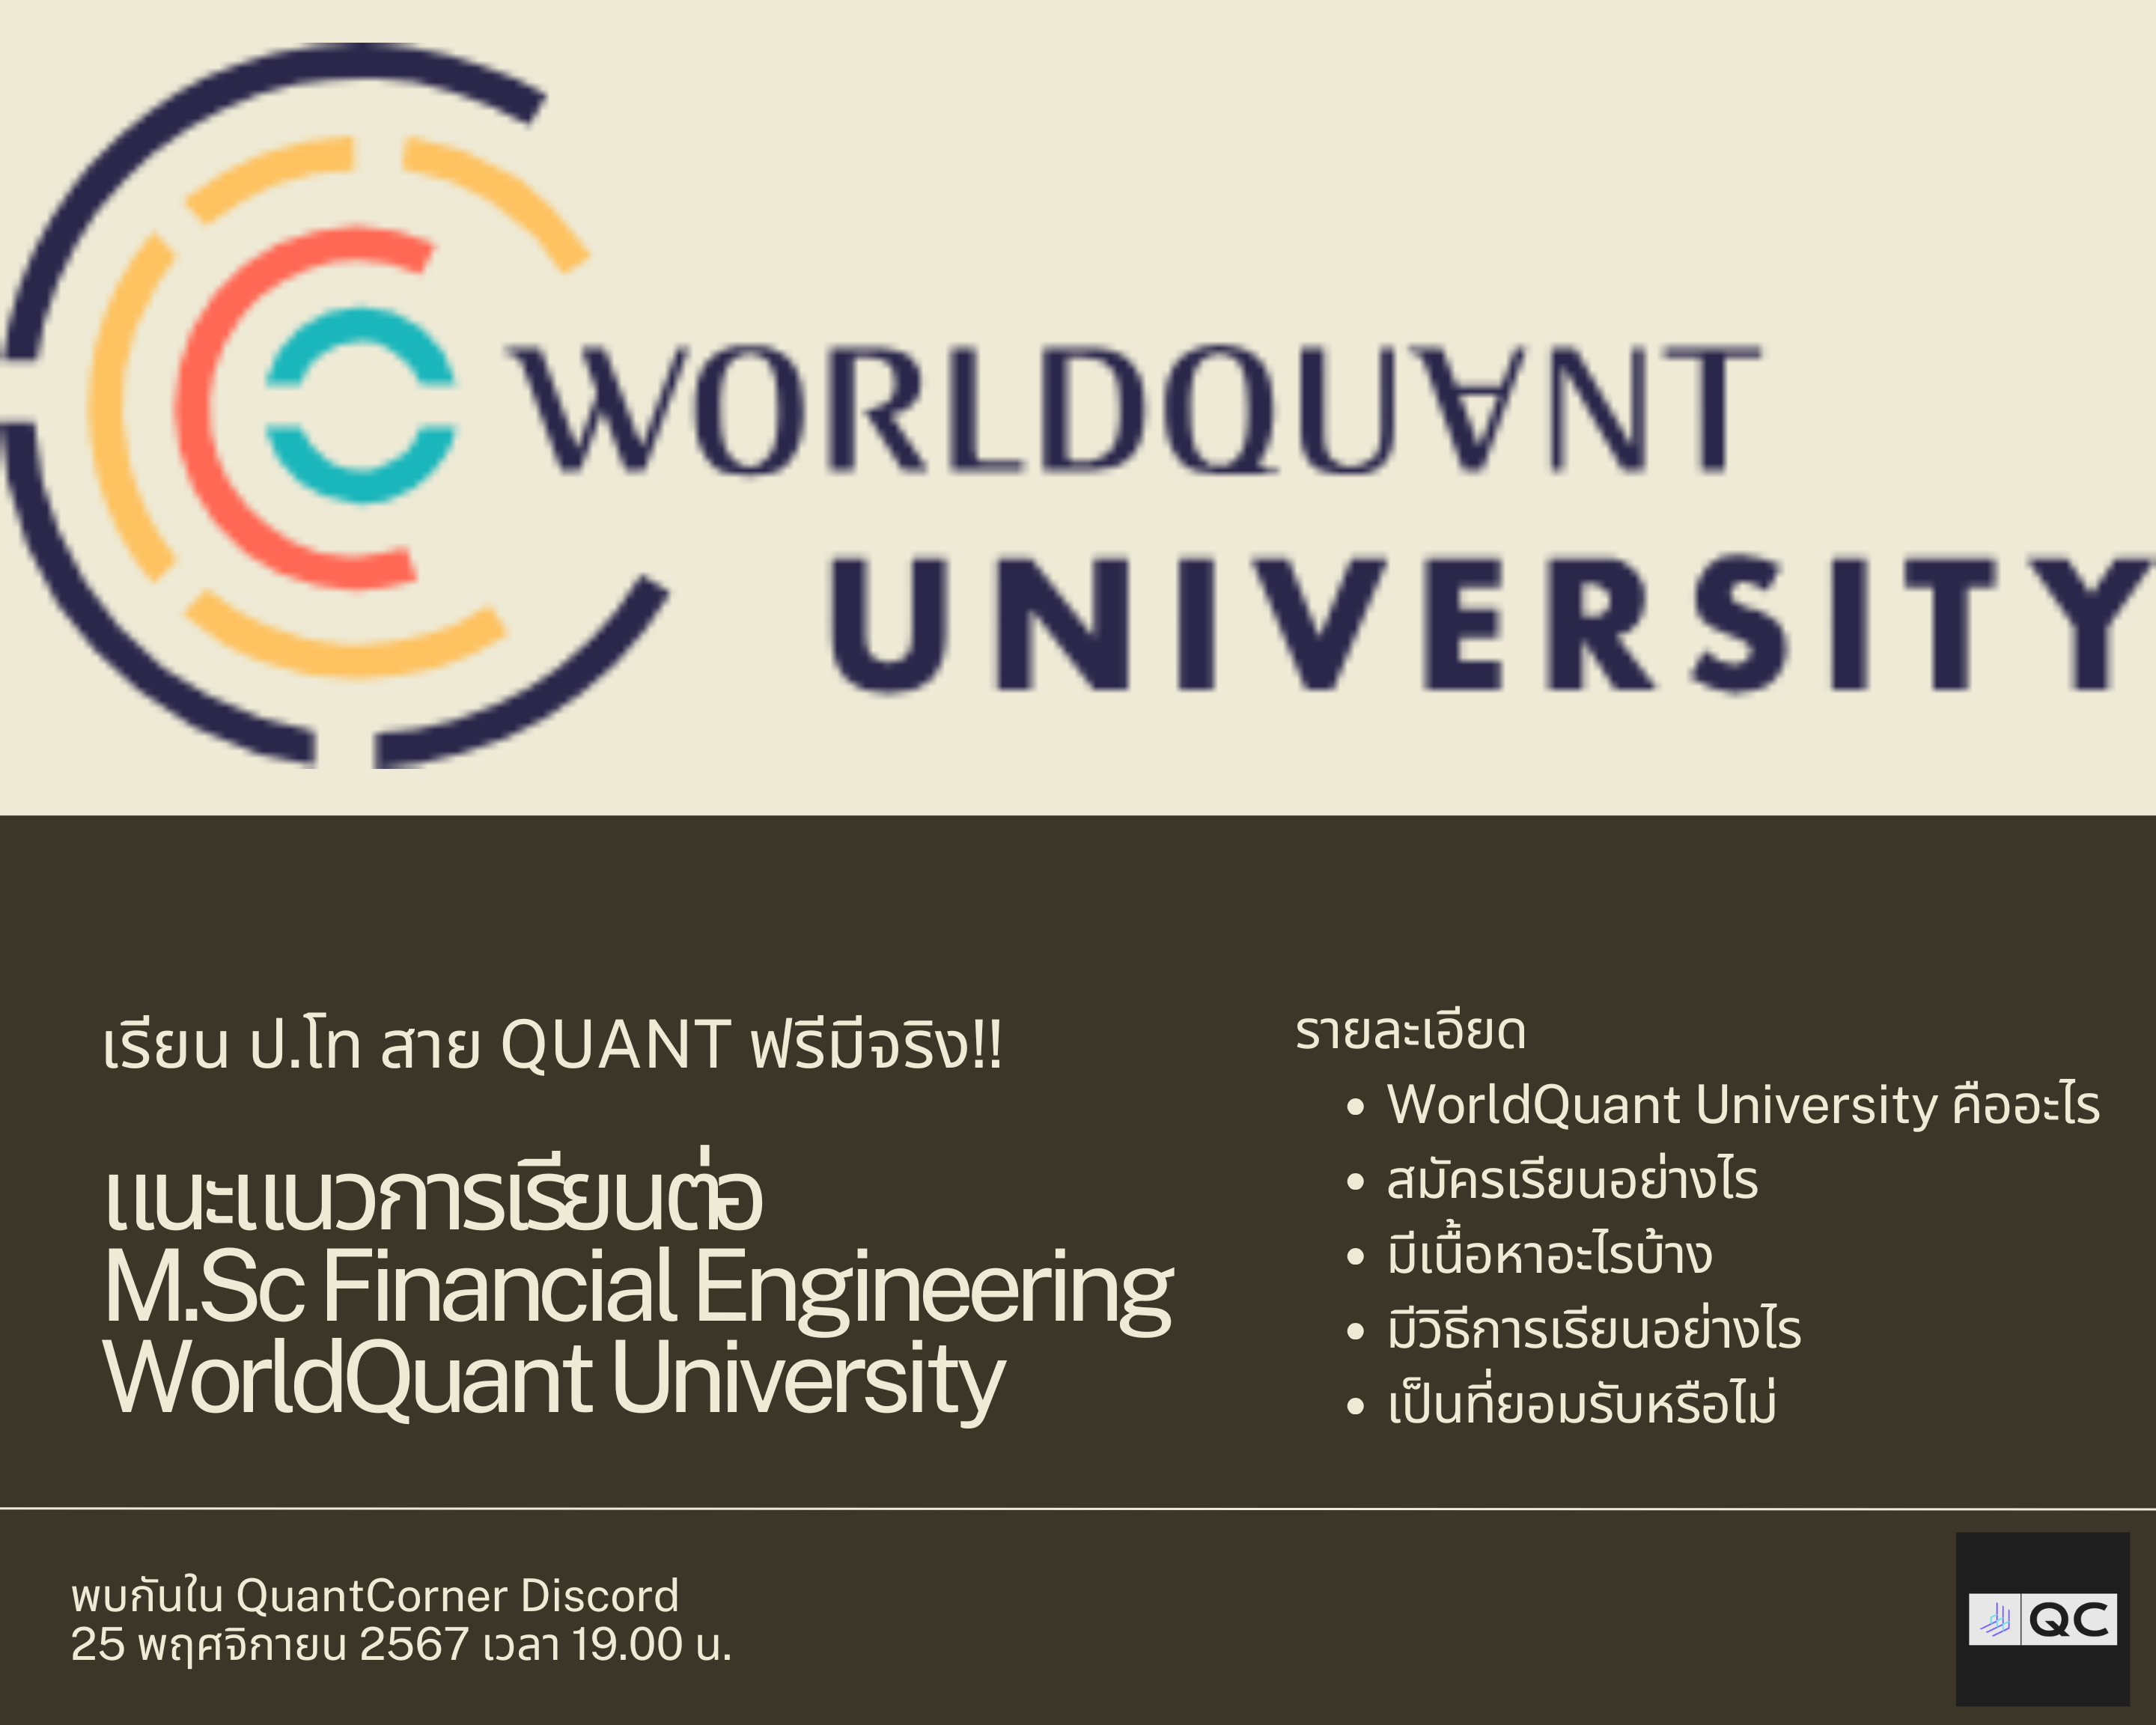 WORLDQU∀NT
UNIVERSITY
เรียน ป.โท สาย QUANT ฟรีมีจริง!!
แนะแนวการเรียนต่อ
M.Sc Financial Engineering
WorldQuant University
รายละเอียด
• WorldQuant University คืออะไร
• สมัครเรียนอย่างไร
• มีเนื้อหาอะไรบ้าง
• มีวิธีการเรียนอย่างไร
• เป็นที่ยอมรับหรือไม่
พบกันใน QuantCorner Discord
25 พฤศจิกายน 2567 เวลา 19.00 น.
QC